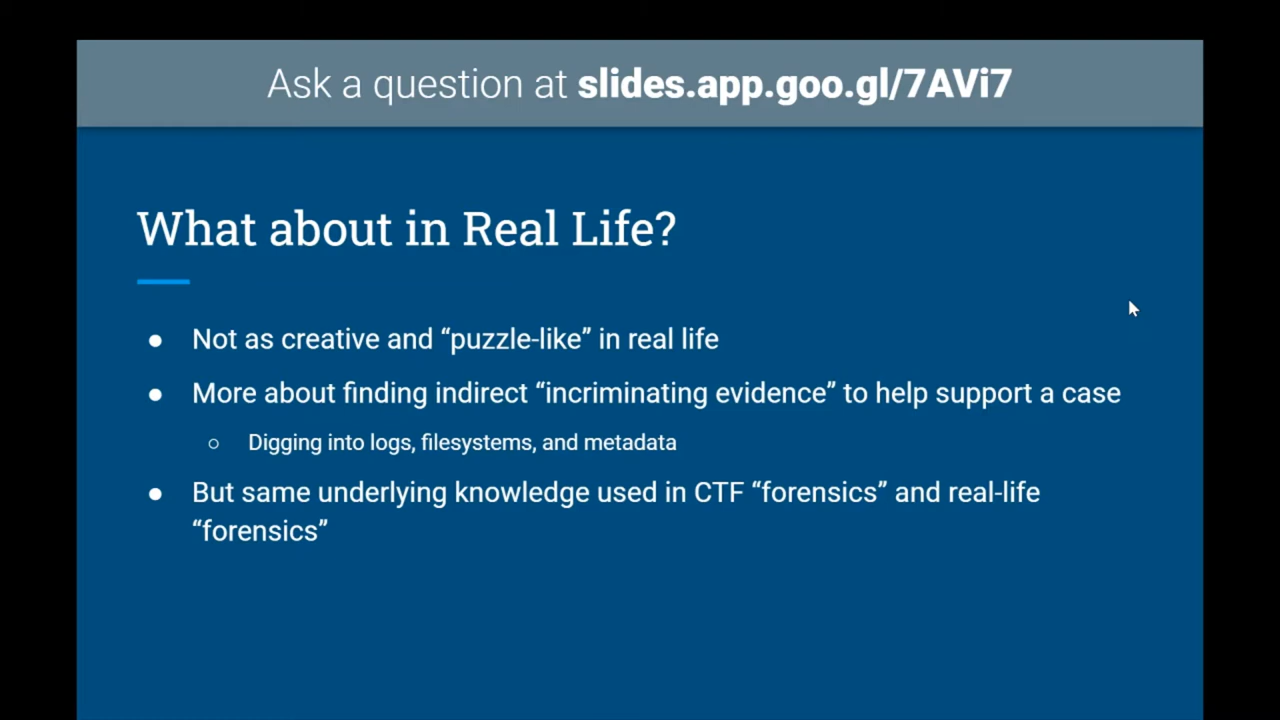 Ask a question at slides.app.goo.gl/7AVi7
What about in Real Life?
● Not as creative and “puzzle-like” in real life
● More about finding indirect “incriminating evidence” to help support a case
○ Digging into logs, filesystems, and metadata
● But same underlying knowledge used in CTF “forensics” and real-life
“forensics”